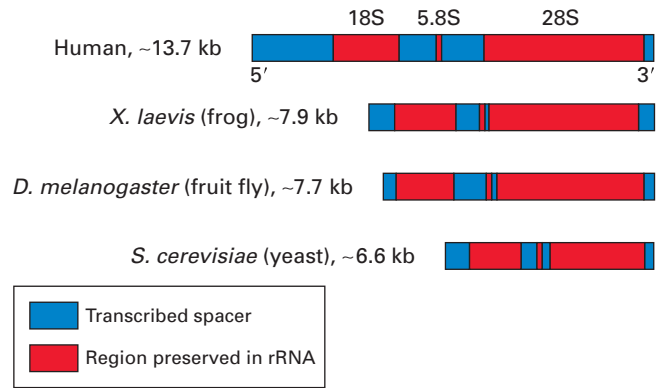 18S 5.8S 28S
Human, ~13.7 kb
5′ 3′
X. laevis (frog), ~7.9 kb
D. melanogaster (fruit fly), ~7.7 kb
S. cerevisiae (yeast), ~6.6 kb
Transcribed spacer
Region preserved in rRNA